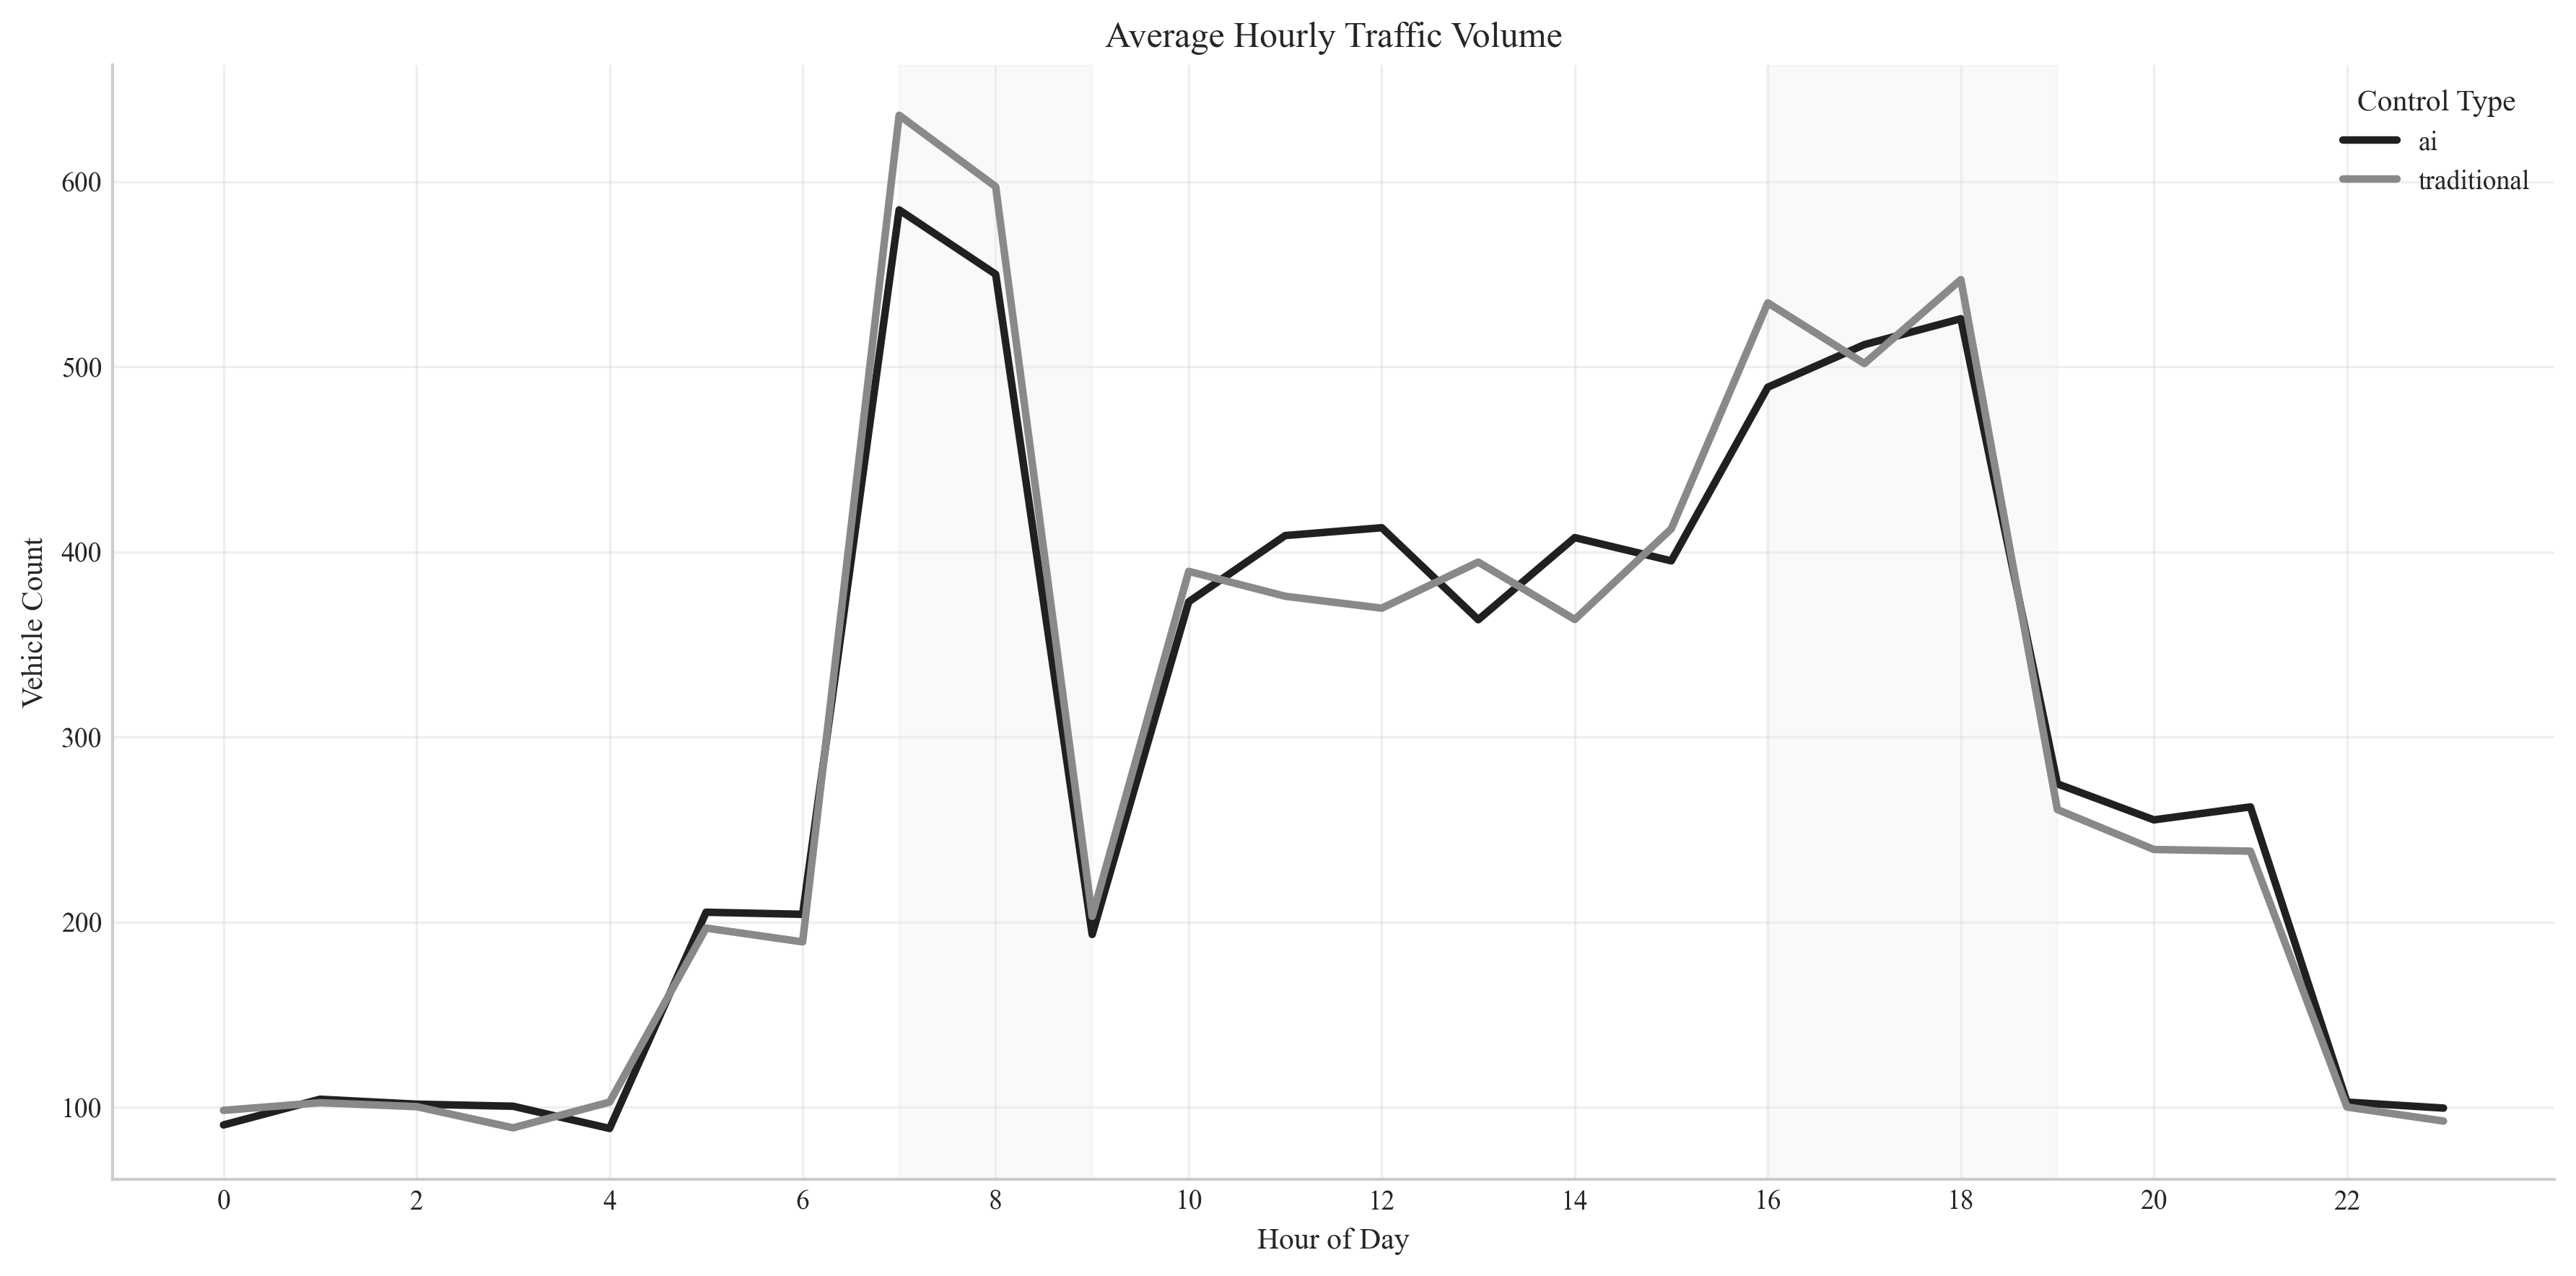 Average Hourly Traffic Volume
Control Type
ai
traditional
600
500
400
300
200
100
Vehicle Count
0 2 4 6 8 10 12 14 16 18 20 22
Hour of Day